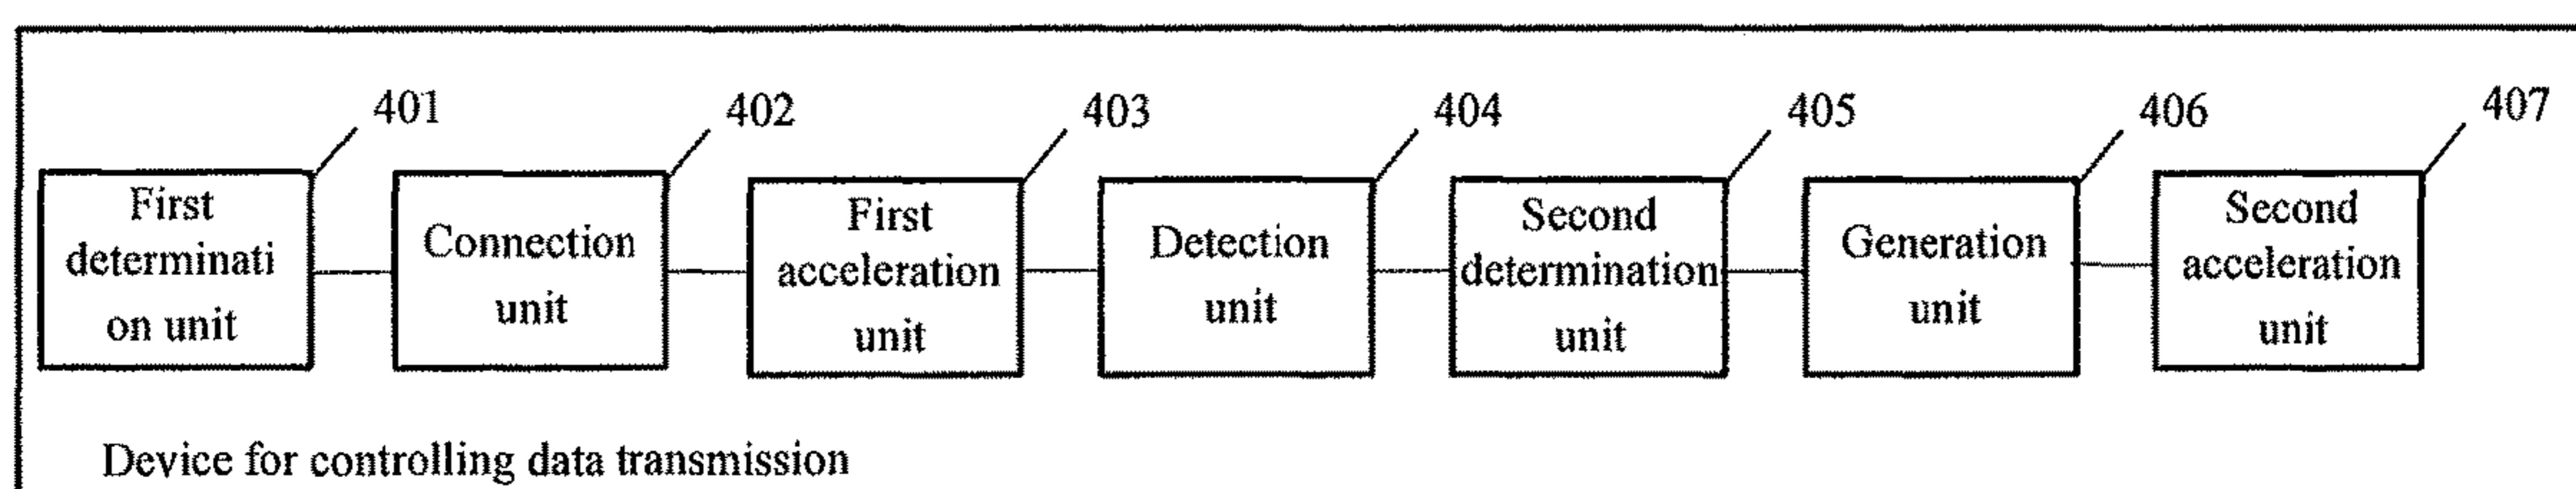 401
402
403
404
405
406
407
First
determinati
on unit
Connection
unit
First
acceleration
unit
Detection
unit
Second
determination
unit
Generation
unit
Second
acceleration
unit
Device for controlling data transmission